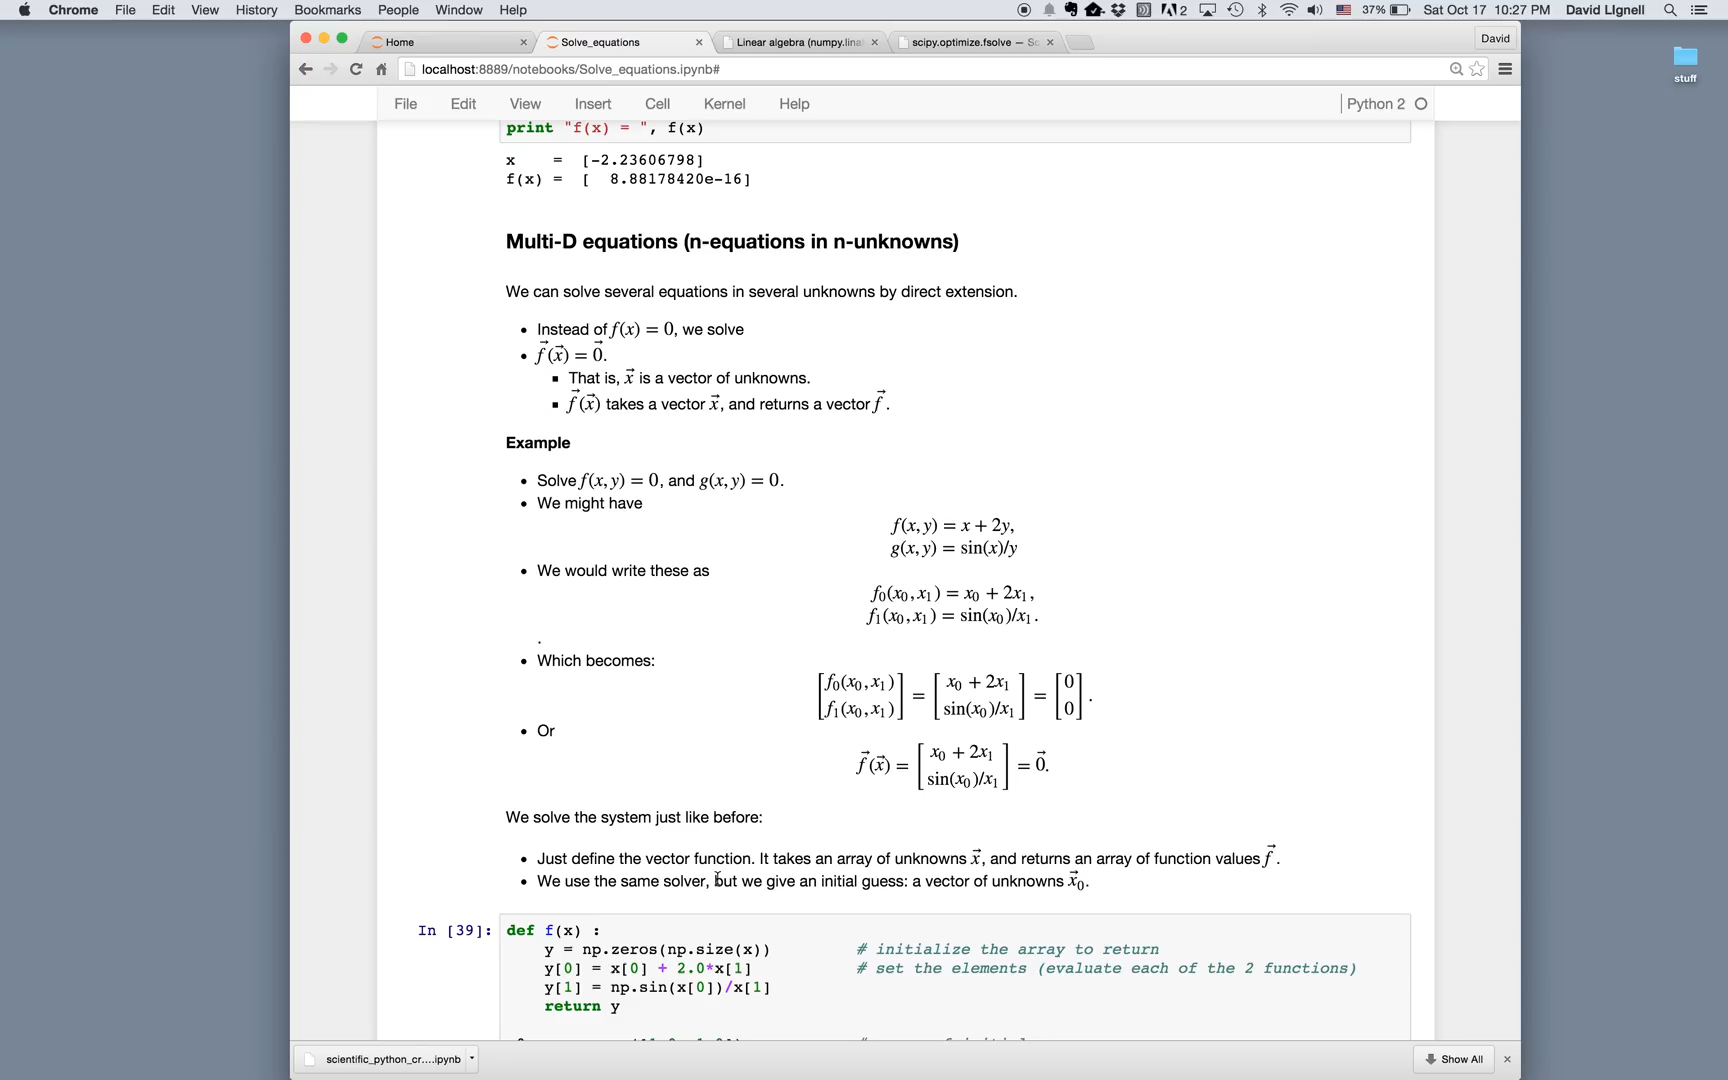 Chrome File Edit View History Bookmarks People Window Help 2 37% Sat Oct 17 10:27 PM David LIgnell
Home Solve_equations Linear algebra (numpy.lina scipy.optimize.fsolve — Sc David
localhost:8889/notebooks/Solve_equations.ipynb#
stuff
File Edit View Insert Cell Kernel Help Python 2
print "f(x) = ", f(x)
x    =  [-2.23606798]
f(x) =  [  8.88178420e-16]
Multi-D equations (n-equations in n-unknowns)
We can solve several equations in several unknowns by direct extension.
• Instead of f(x) = 0, we solve
• f⃗(x⃗) = 0⃗.
▪ That is, x⃗ is a vector of unknowns.
▪ f⃗(x⃗) takes a vector x⃗, and returns a vector f⃗.
Example
• Solve f(x, y) = 0, and g(x, y) = 0.
• We might have
f(x, y) = x + 2y,
g(x, y) = sin(x)/y
• We would write these as
f₀(x₀, x₁) = x₀ + 2x₁,
f₁(x₀, x₁) = sin(x₀)/x₁.
.
• Which becomes:
[f₀(x₀, x₁)] = [x₀ + 2x₁] = [0]
[f₁(x₀, x₁)] [sin(x₀)/x₁] [0] .
• Or
f⃗(x⃗) = [x₀ + 2x₁
sin(x₀)/x₁] = 0⃗.
We solve the system just like before:
• Just define the vector function. It takes an array of unknowns x⃗, and returns an array of function values f⃗.
• We use the same solver, but we give an initial guess: a vector of unknowns x⃗₀.
In [39]: def f(x) :
y = np.zeros(np.size(x))         # initialize the array to return
y[0] = x[0] + 2.0*x[1]           # set the elements (evaluate each of the 2 functions)
y[1] = np.sin(x[0])/x[1]
return y
scientific_python_cr....ipynb Show All